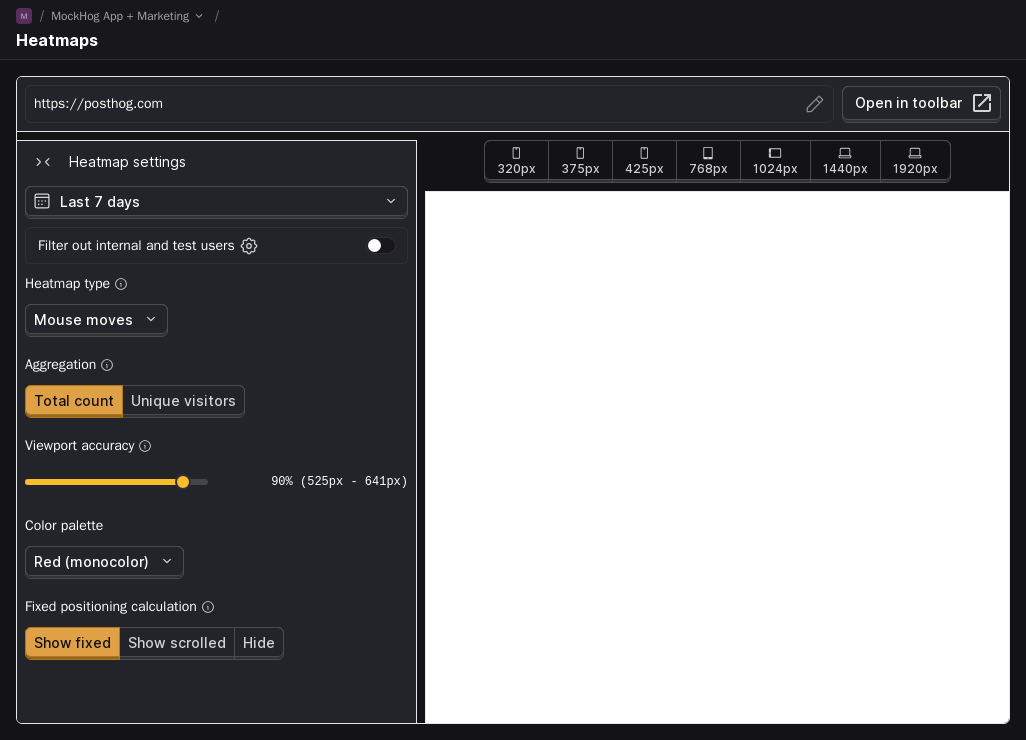 M / MockHog App + Marketing /
Heatmaps
https://posthog.com
Open in toolbar
Heatmap settings
320px 375px 425px 768px 1024px 1440px 1920px
Last 7 days
Filter out internal and test users
Heatmap type
Mouse moves
Aggregation
Total count Unique visitors
Viewport accuracy
90% (525px - 641px)
Color palette
Red (monocolor)
Fixed positioning calculation
Show fixed Show scrolled Hide